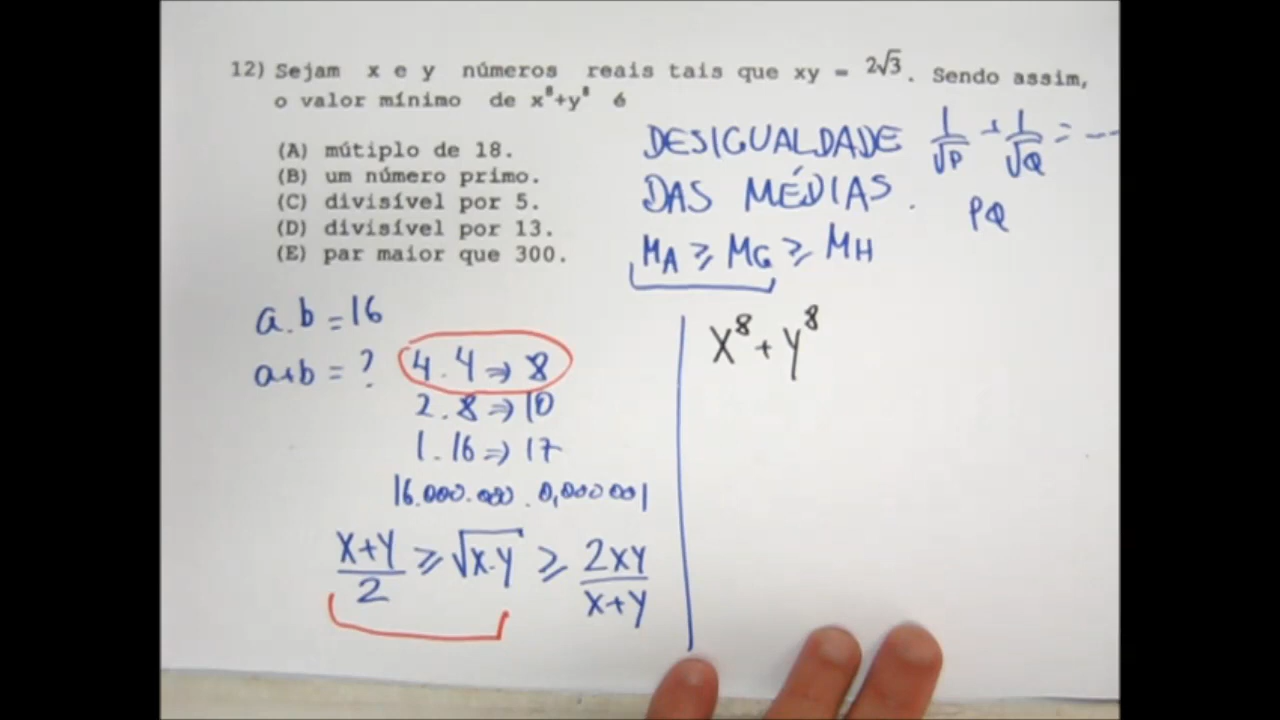 12) Sejam x e y números reais tais que xy = 2√3. Sendo assim,
o valor mínimo de x⁸+y⁸ é
(A) mútiplo de 18.
(B) um número primo.
(C) divisível por 5.
(D) divisível por 13.
(E) par maior que 300.
DESIGUALDADE
DAS MÉDIAS.
MA ≥ MG ≥ MH
1/√P + 1/√Q = ---
PQ
a.b = 16
a+b = ?
4.4 ⇒ 8
2.8 ⇒ 10
1.16 ⇒ 17
16.000.000 . 0,000001
(X+Y)/2 ≥ √X.Y ≥ 2XY/(X+Y)
X⁸ + Y⁸